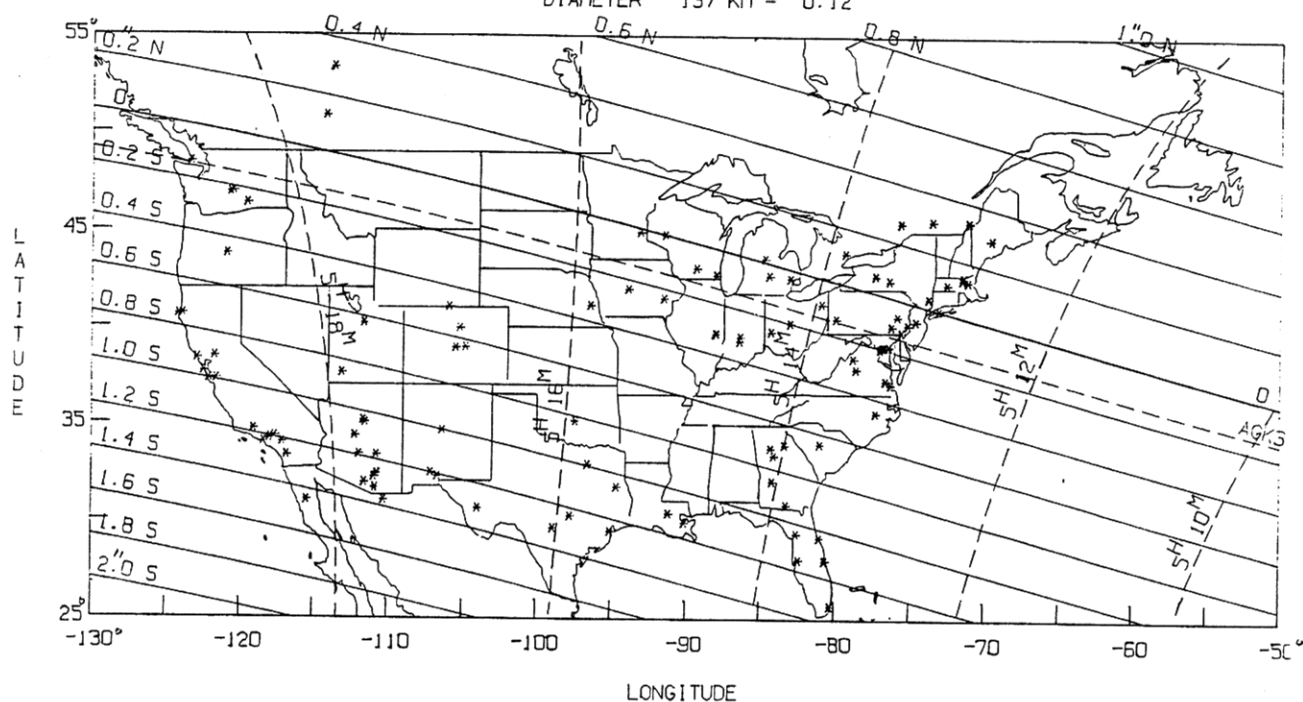 DIAMETER 137 KM = 0.12
55°
0."2 N
0.4 N
0.6 N
0.8 N
1."0 N
0
0.2 S
0.4 S
0.6 S
0.8 S
1.0 S
1.2 S
1.4 S
1.6 S
1.8 S
2."0 S
45
35
25°
LATITUDE
5H 18M
5H 16M
5H 14M
5H 12M
5H 10M
0
AGK3
-130° -120 -110 -100 -90 -80 -70 -60 -50°
LONGITUDE